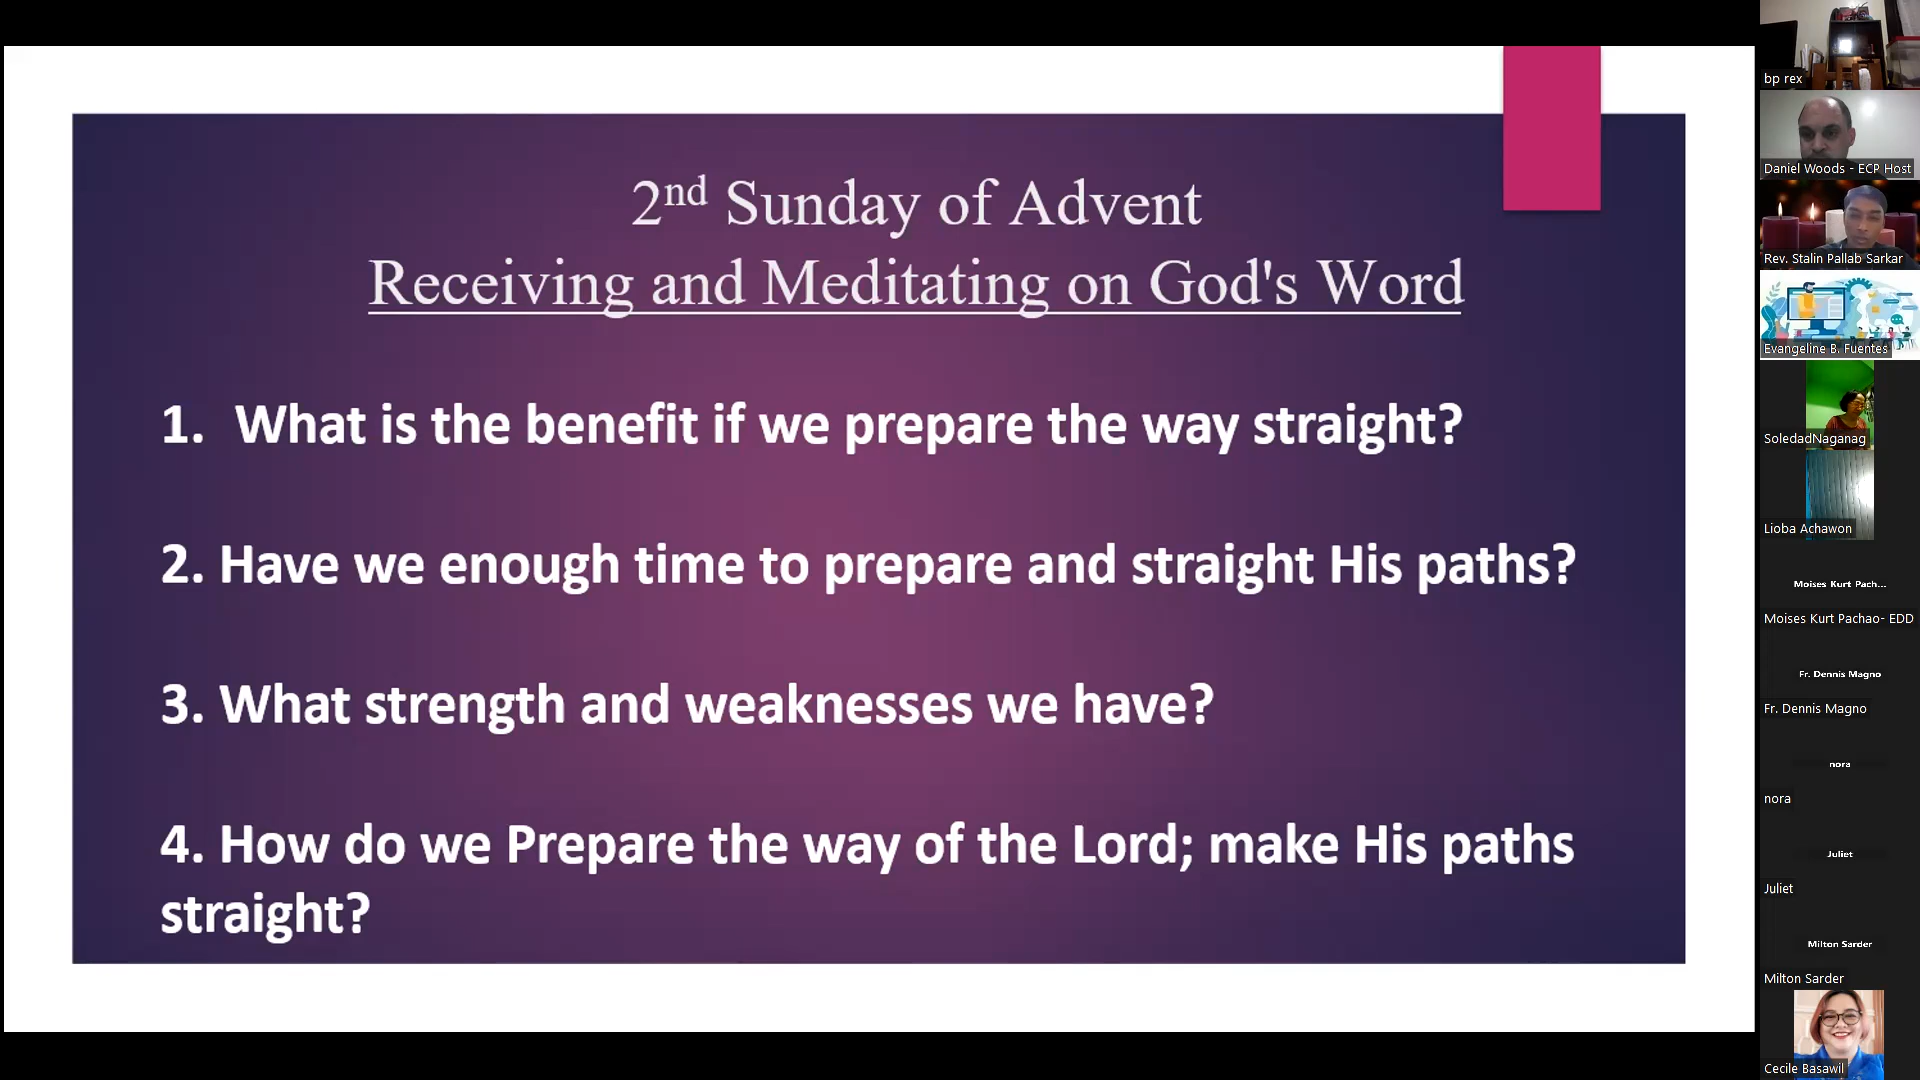 2nd Sunday of Advent
Receiving and Meditating on God's Word
1. What is the benefit if we prepare the way straight?
2. Have we enough time to prepare and straight His paths?
3. What strength and weaknesses we have?
4. How do we Prepare the way of the Lord; make His paths
straight?
bp rex
Daniel Woods - ECP Host
Rev. Stalin Pallab Sarkar
Evangeline B. Fuentes
SoledadNaganag
Lioba Achawon
Moises Kurt Pach...
Moises Kurt Pachao- EDD
Fr. Dennis Magno
Fr. Dennis Magno
nora
nora
Juliet
Juliet
Milton Sarder
Milton Sarder
Cecile Basawil